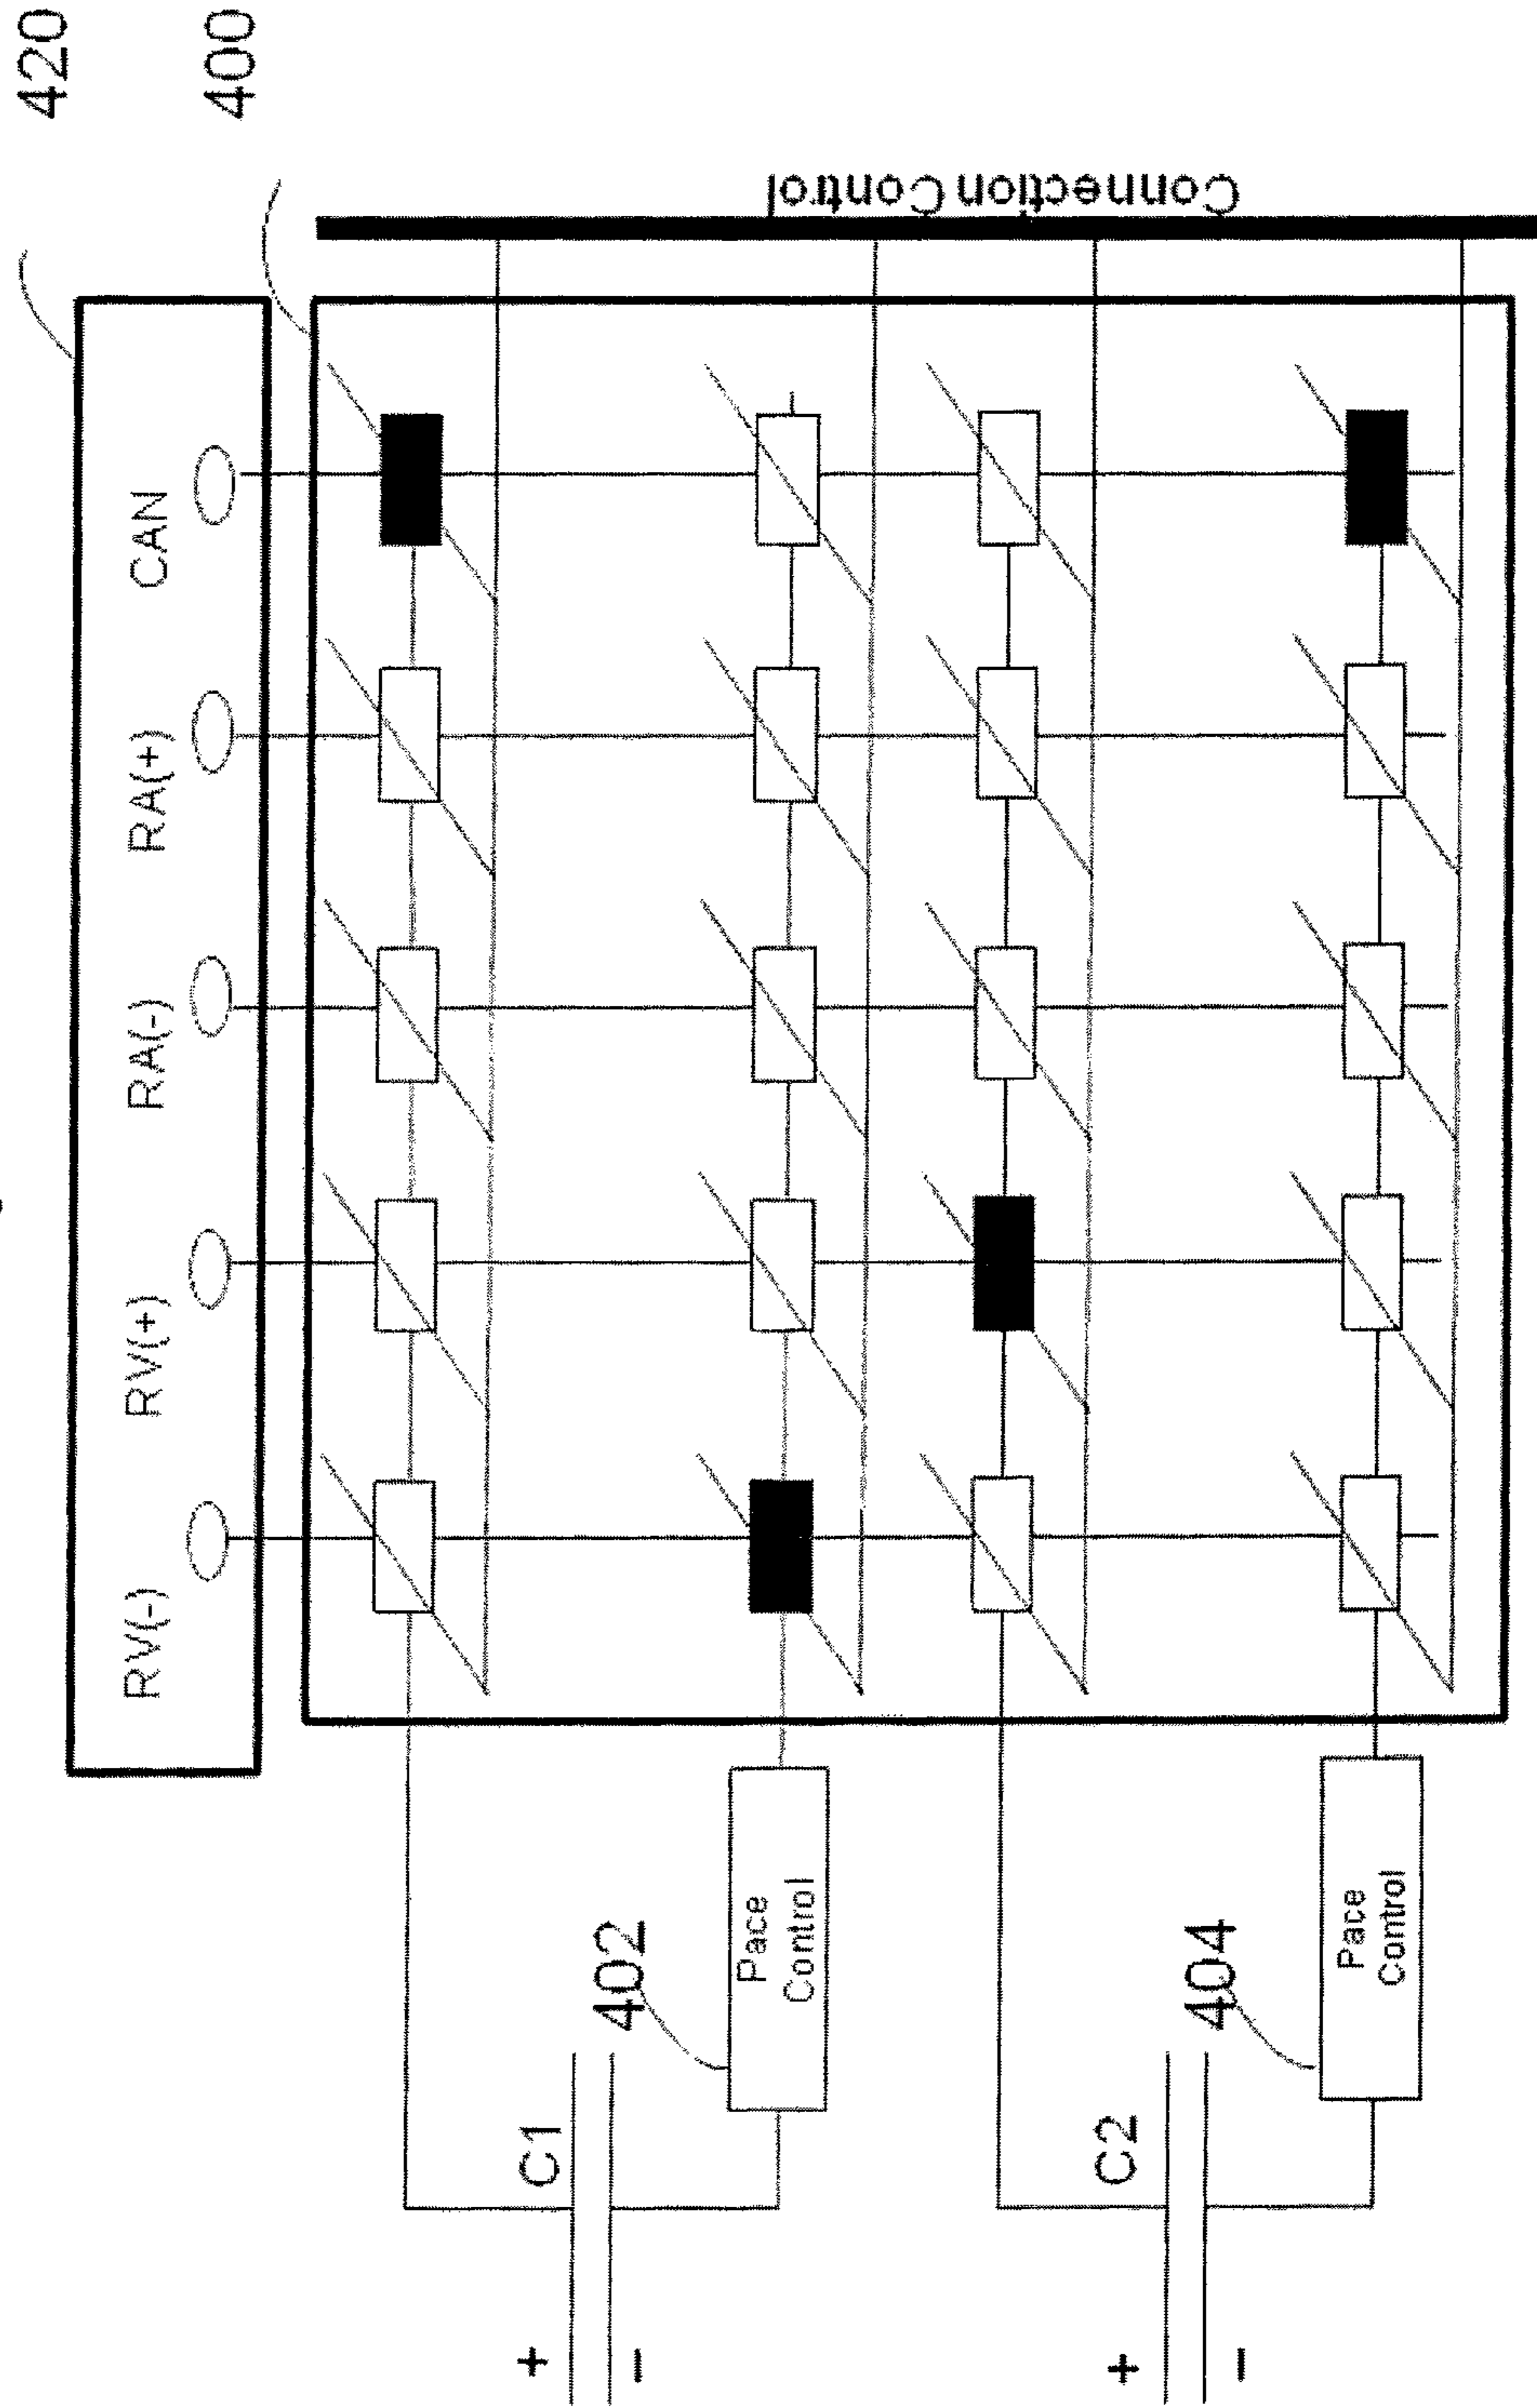 420
400
RV(-) RV(+) RA(-) RA(+) CAN
Connection Control
C1
402
+
-
Pace
Control
C2
404
+
-
Pace
Control